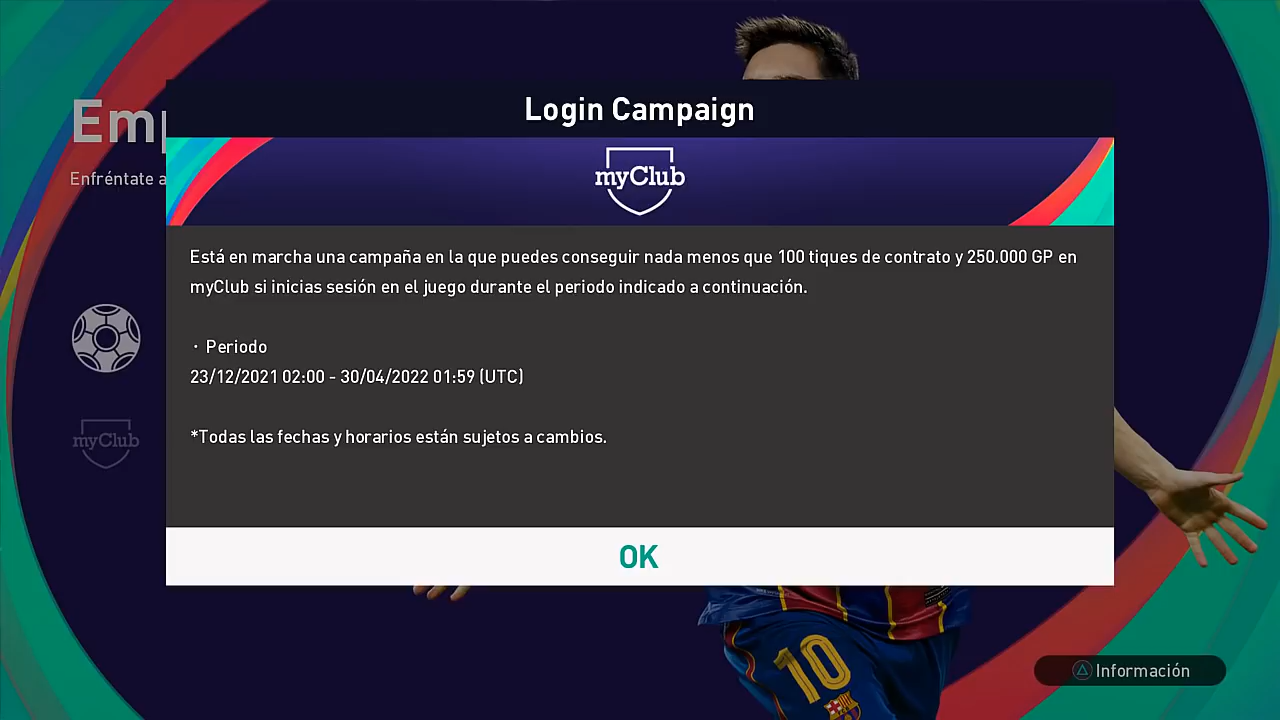 Login Campaign
Emp
myClub
Enfréntate a
Está en marcha una campaña en la que puedes conseguir nada menos que 100 tiques de contrato y 250.000 GP en
myClub si inicias sesión en el juego durante el periodo indicado a continuación.
· Periodo
23/12/2021 02:00 - 30/04/2022 01:59 (UTC)
*Todas las fechas y horarios están sujetos a cambios.
myClub
OK
10
Información